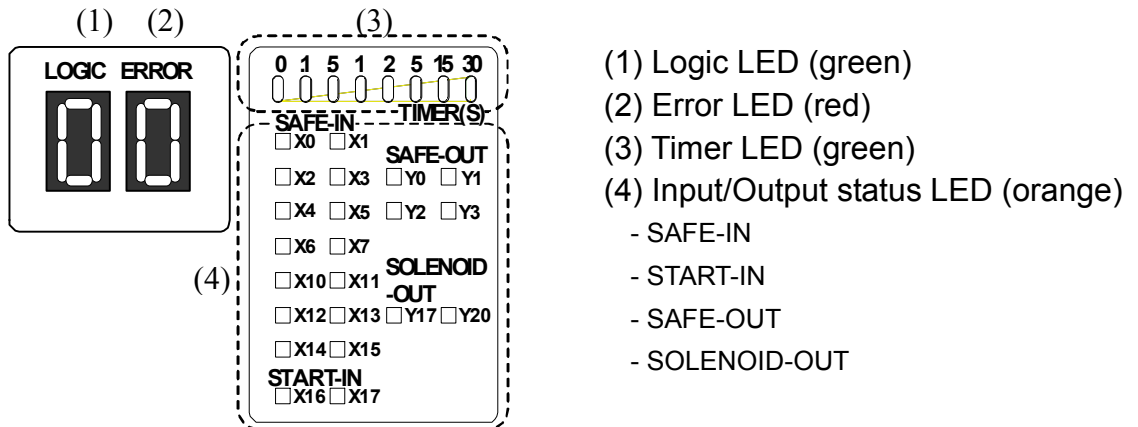 (1) (2)
LOGIC ERROR
(3)
0 .1 .5 1 2 5 15 30
TIMER(S)
SAFE-IN
X0 X1
SAFE-OUT
X2 X3 Y0 Y1
X4 X5 Y2 Y3
X6 X7
(4)
X10 X11 SOLENOID
-OUT
X12 X13 Y17 Y20
X14 X15
START-IN
X16 X17
(1) Logic LED (green)
(2) Error LED (red)
(3) Timer LED (green)
(4) Input/Output status LED (orange)
- SAFE-IN
- START-IN
- SAFE-OUT
- SOLENOID-OUT